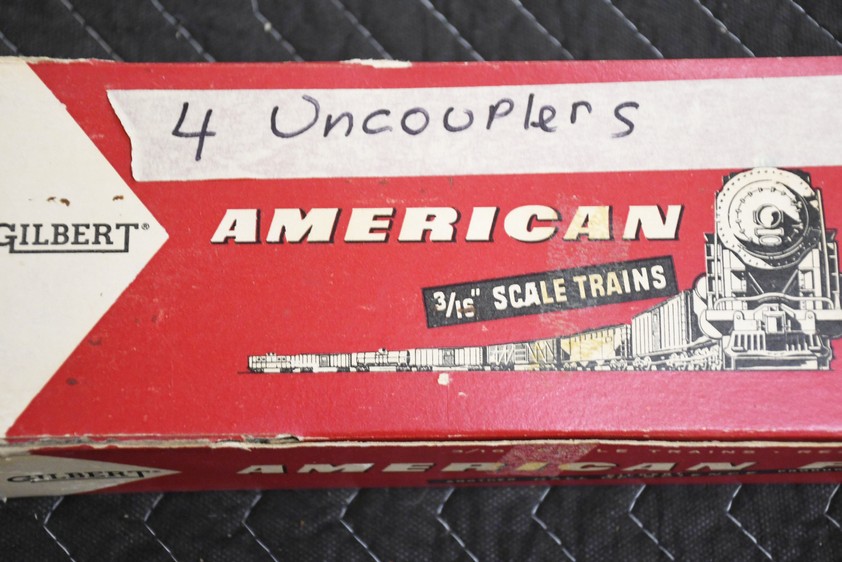 4 Uncouplers
GILBERT®
AMERICAN
3/16" SCALE TRAINS
GILBERT®
AMERICAN